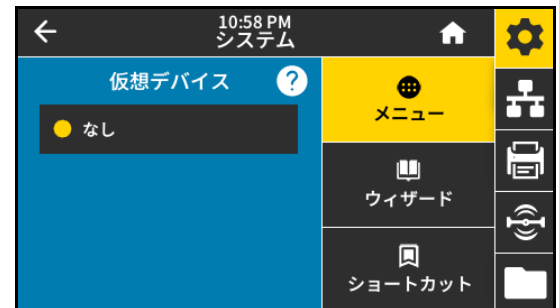 10:58 PM
システム
仮想デバイス
?
なし
メニュー
ウィザード
ショートカット